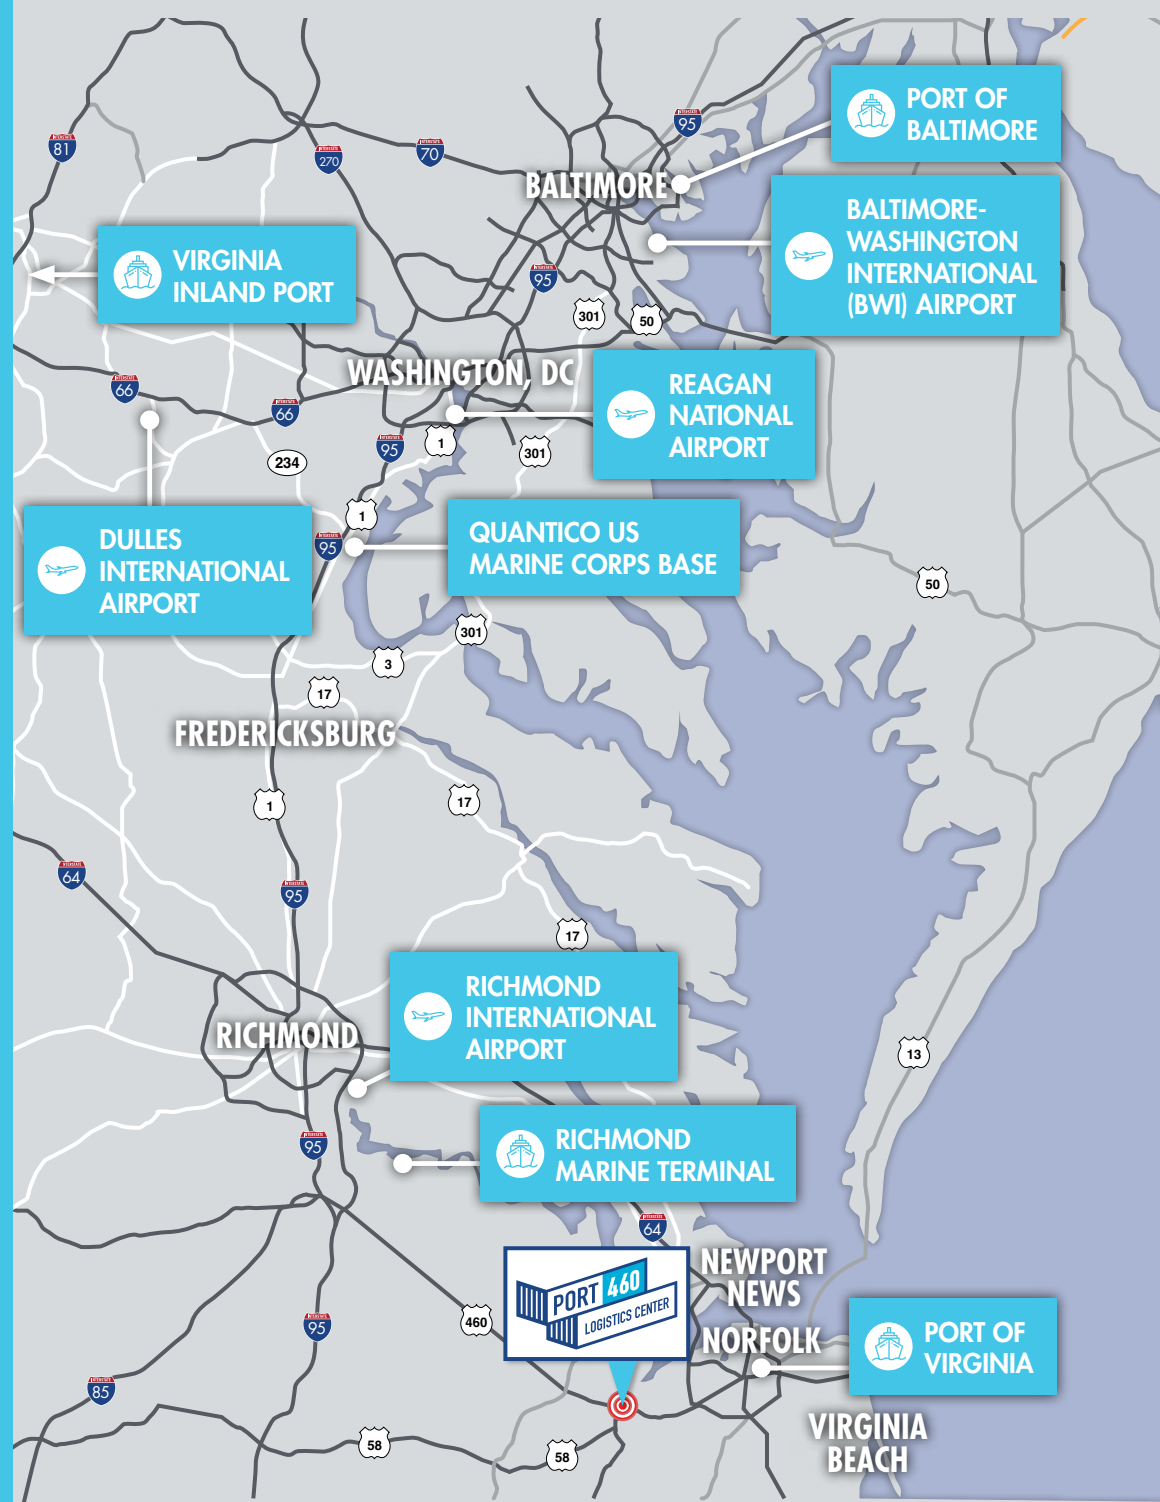 95
PORT OF
BALTIMORE
INTERSTATE
81
270
70
BALTIMORE
BALTIMORE-
WASHINGTON
INTERNATIONAL
(BWI) AIRPORT
VIRGINIA
INLAND PORT
95
301
50
WASHINGTON, DC
66
66
REAGAN
NATIONAL
AIRPORT
95
1
301
234
1
95
QUANTICO US
MARINE CORPS BASE
DULLES
INTERNATIONAL
AIRPORT
50
301
3
17
FREDERICKSBURG
1
17
64
95
17
RICHMOND
INTERNATIONAL
AIRPORT
RICHMOND
13
95
RICHMOND
MARINE TERMINAL
64
NEWPORT
NEWS
PORT 460
LOGISTICS CENTER
460
95
NORFOLK
PORT OF
VIRGINIA
85
58
58
VIRGINIA
BEACH